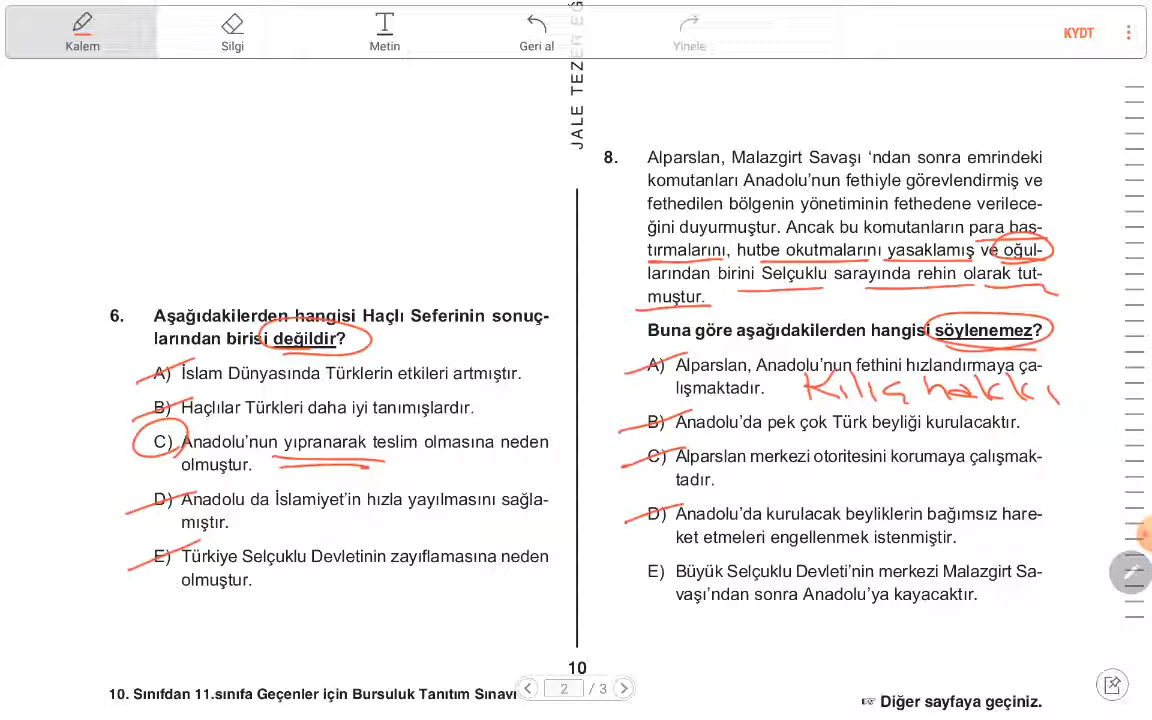 Kalem
Silgi
Metin
Geri al
Yinele
KYDT
JALE TEZER EĞ
6. Aşağıdakilerden hangisi Haçlı Seferinin sonuç-
larından birisi değildir?
A) İslam Dünyasında Türklerin etkileri artmıştır.
B) Haçlılar Türkleri daha iyi tanımışlardır.
C) Anadolu'nun yıpranarak teslim olmasına neden
olmuştur.
D) Anadolu da İslamiyet'in hızla yayılmasını sağla-
mıştır.
E) Türkiye Selçuklu Devletinin zayıflamasına neden
olmuştur.
8. Alparslan, Malazgirt Savaşı 'ndan sonra emrindeki
komutanları Anadolu'nun fethiyle görevlendirmiş ve
fethedilen bölgenin yönetiminin fethedene verilece-
ğini duyurmuştur. Ancak bu komutanların para bas-
tırmalarını, hutbe okutmalarını yasaklamış ve oğul-
larından birini Selçuklu sarayında rehin olarak tut-
muştur.
Buna göre aşağıdakilerden hangisi söylenemez?
A) Alparslan, Anadolu'nun fethini hızlandırmaya ça-
lışmaktadır.
Kılıç hakkı
B) Anadolu'da pek çok Türk beyliği kurulacaktır.
C) Alparslan merkezi otoritesini korumaya çalışmak-
tadır.
D) Anadolu'da kurulacak beyliklerin bağımsız hare-
ket etmeleri engellenmek istenmiştir.
E) Büyük Selçuklu Devleti'nin merkezi Malazgirt Sa-
vaşı'ndan sonra Anadolu'ya kayacaktır.
10
2 / 3
10. Sınıfdan 11.sınıfa Geçenler için Bursuluk Tanıtım Sınavı
Diğer sayfaya geçiniz.